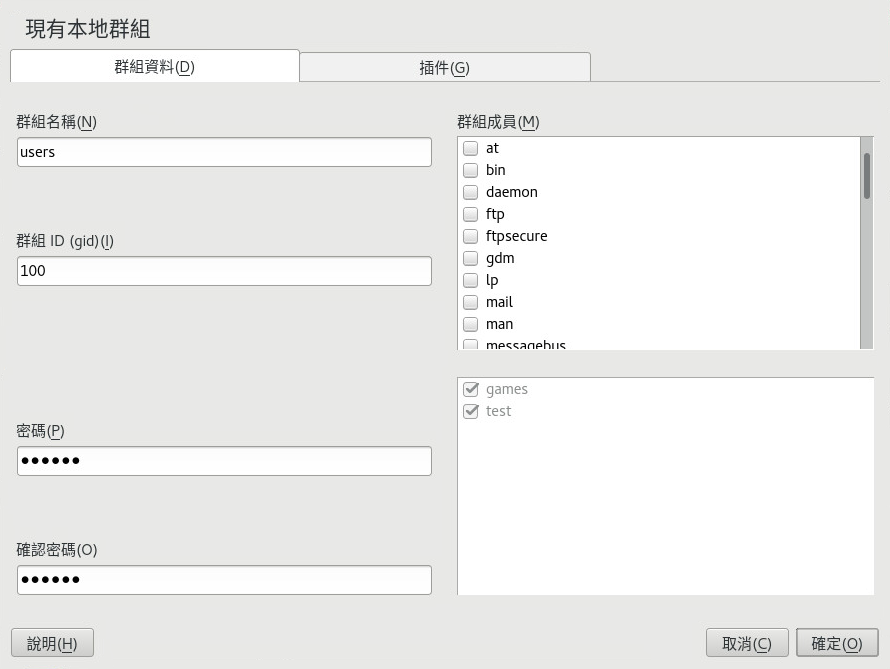 現有本地群組
群組資料(D)
插件(G)
群組名稱(N)
users
群組 ID (gid)(I)
100
密碼(P)
●●●●●●
確認密碼(O)
●●●●●●
群組成員(M)
at
bin
daemon
ftp
ftpsecure
gdm
lp
mail
man
messagebus
games
test
說明(H)
取消(C)
確定(O)